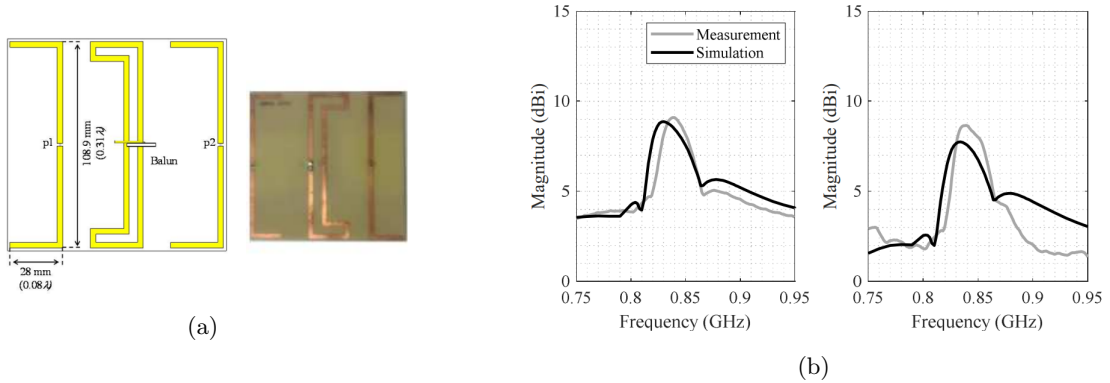 p1
108.9 mm
(0.31λ)
Balun
p2
28 mm
(0.08λ)
(a)
15
10
5
0
Magnitude (dBi)
0.75
0.8
0.85
0.9
0.95
Frequency (GHz)
Measurement
Simulation
15
10
5
0
Magnitude (dBi)
0.75
0.8
0.85
0.9
0.95
Frequency (GHz)
(b)